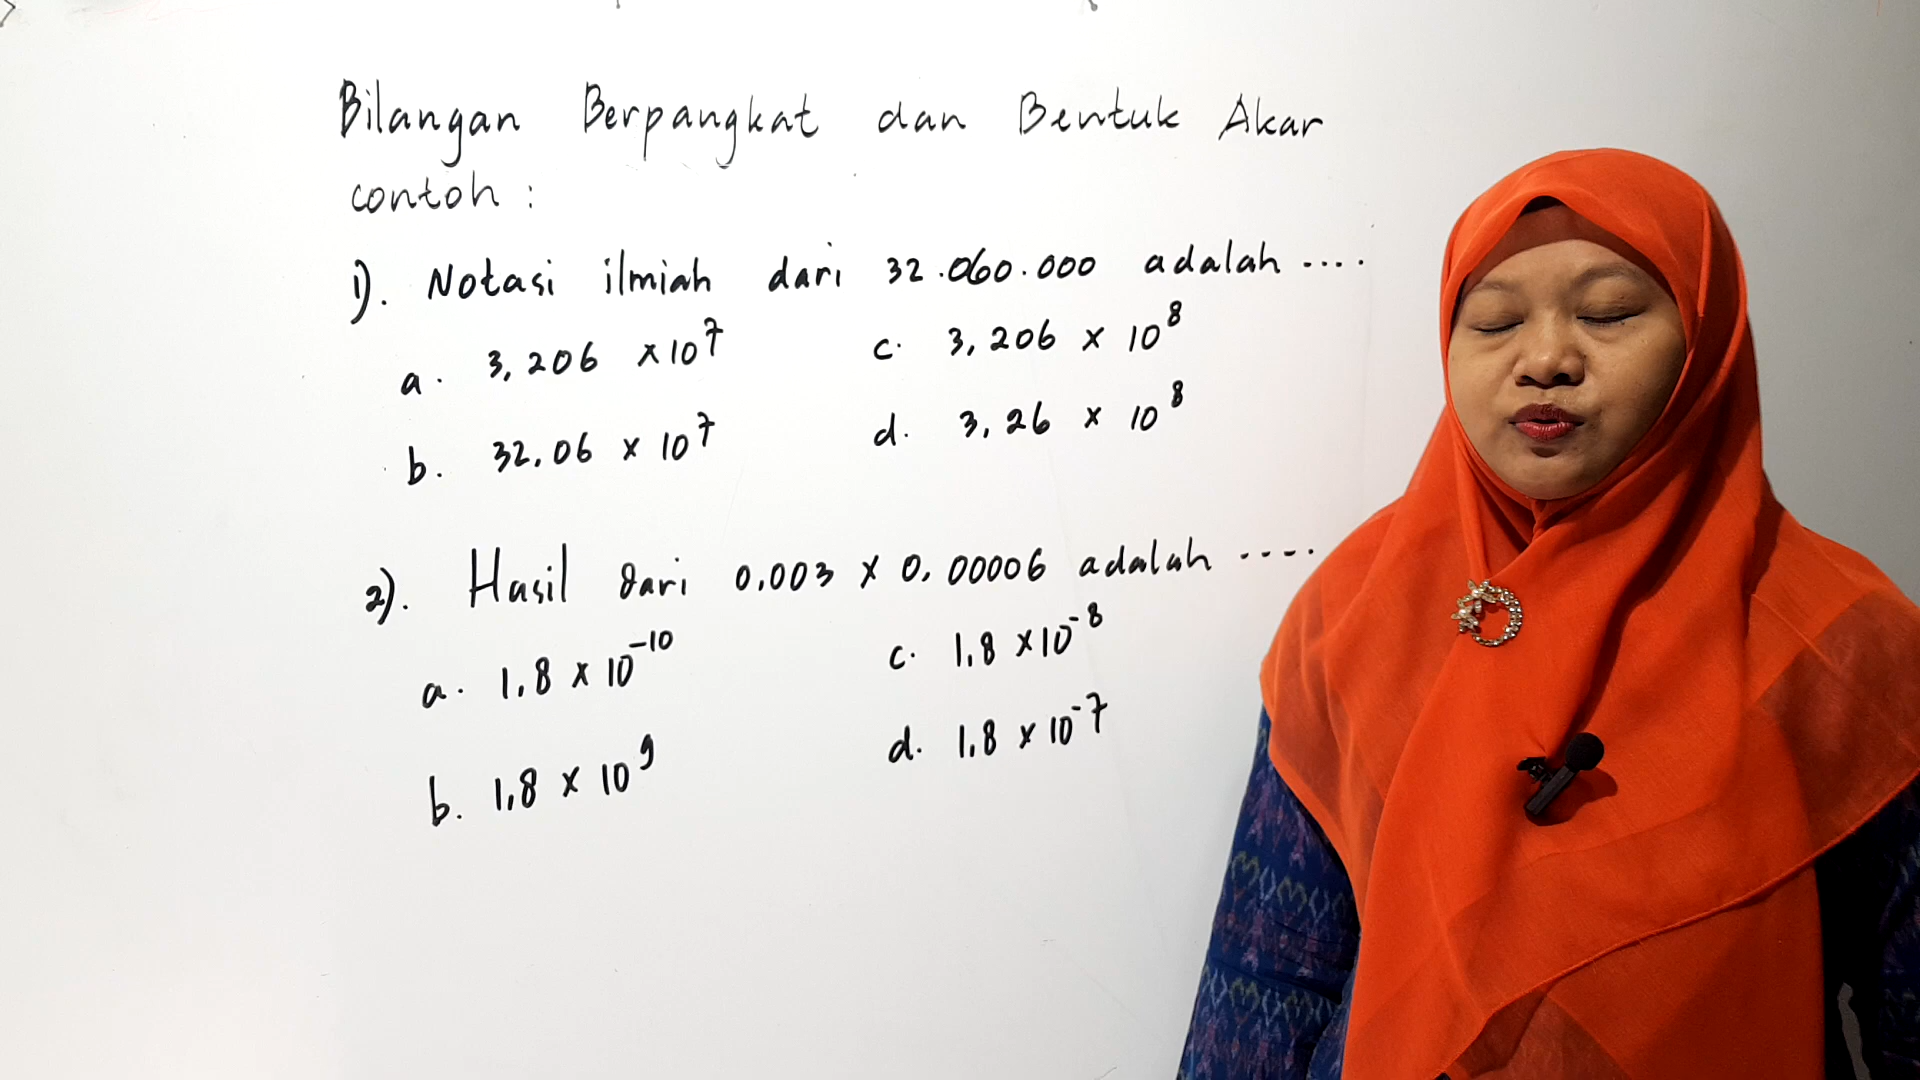 Bilangan Berpangkat dan Bentuk Akar
contoh :
1). Notasi ilmiah dari 32.060.000 adalah ....
a. 3,206 x 10⁷
c. 3,206 x 10⁸
b. 32,06 x 10⁷
d. 3,26 x 10⁸
2). Hasil dari 0,003 x 0,00006 adalah ....
a. 1,8 x 10⁻¹⁰
c. 1,8 x 10⁻⁸
b. 1,8 x 10⁹
d. 1,8 x 10⁻⁷